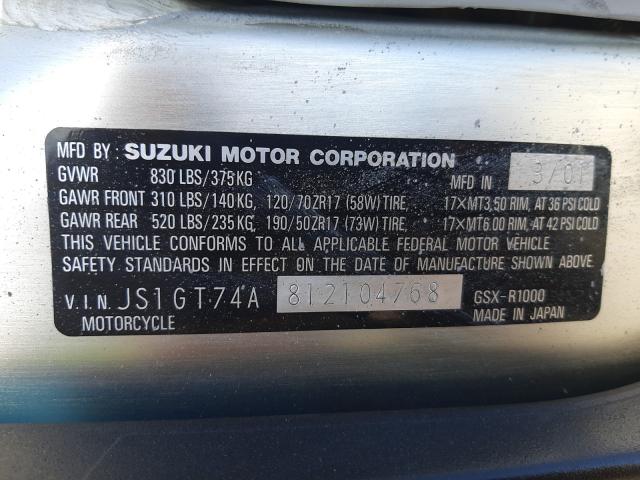 MFD BY SUZUKI MOTOR CORPORATION
GVWR 830 LBS/375KG MFD IN 3/01
GAWR FRONT 310 LBS/140KG, 120/70ZR17 (58W) TIRE, 17×MT3.50 RIM, AT 36 PSI COLD
GAWR REAR 520 LBS/235KG, 190/50ZR17 (73W) TIRE, 17×MT6.00 RIM, AT 42 PSI COLD
THIS VEHICLE CONFORMS TO ALL APPLICABLE FEDERAL MOTOR VEHICLE
SAFETY STANDARDS IN EFFECT ON THE DATE OF MANUFACTURE SHOWN ABOVE.
V.I.N. JS1GT74A 812104768 GSX-R1000
MOTORCYCLE MADE IN JAPAN